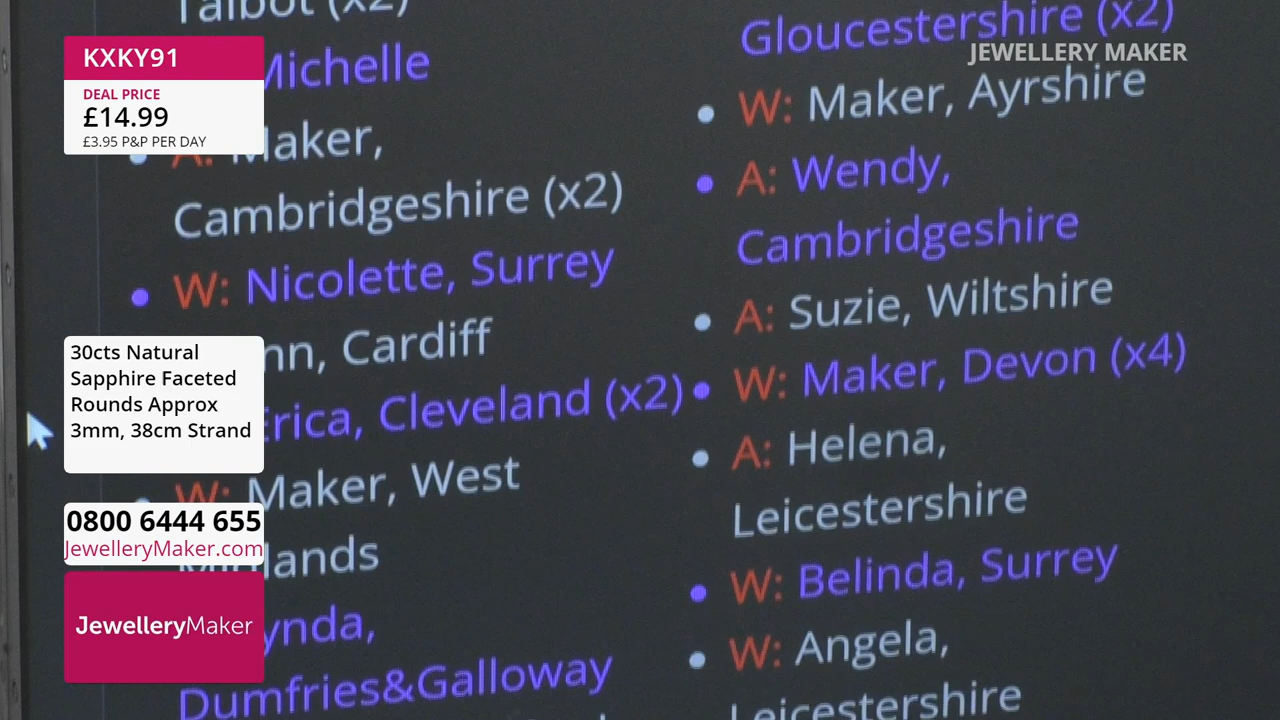 KXKY91
DEAL PRICE
£14.99
£3.95 P&P PER DAY
30cts Natural
Sapphire Faceted
Rounds Approx
3mm, 38cm Strand
0800 6444 655
JewelleryMaker.com
JewelleryMaker
JEWELLERY MAKER
Talbot (x2)
Michelle
A: Maker,
Cambridgeshire (x2)
W: Nicolette, Surrey
Cardiff
Erica, Cleveland (x2)
W: Maker, West
Midlands
Dumfries&Galloway
Gloucestershire (x2)
W: Maker, Ayrshire
A: Wendy,
Cambridgeshire
A: Suzie, Wiltshire
W: Maker, Devon (x4)
A: Helena,
Leicestershire
W: Belinda, Surrey
W: Angela,
Leicestershire